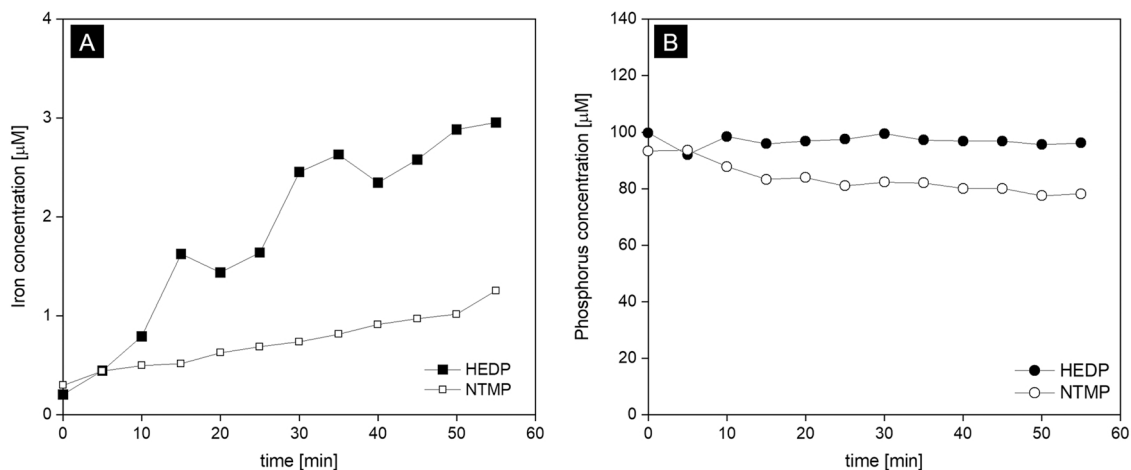 A
Iron concentration [μM]
4
3
2
1
0
HEDP
NTMP
0 10 20 30 40 50 60
time [min]
B
Phosphorus concentration [μM]
140
120
100
80
60
40
20
0
HEDP
NTMP
0 10 20 30 40 50 60
time [min]